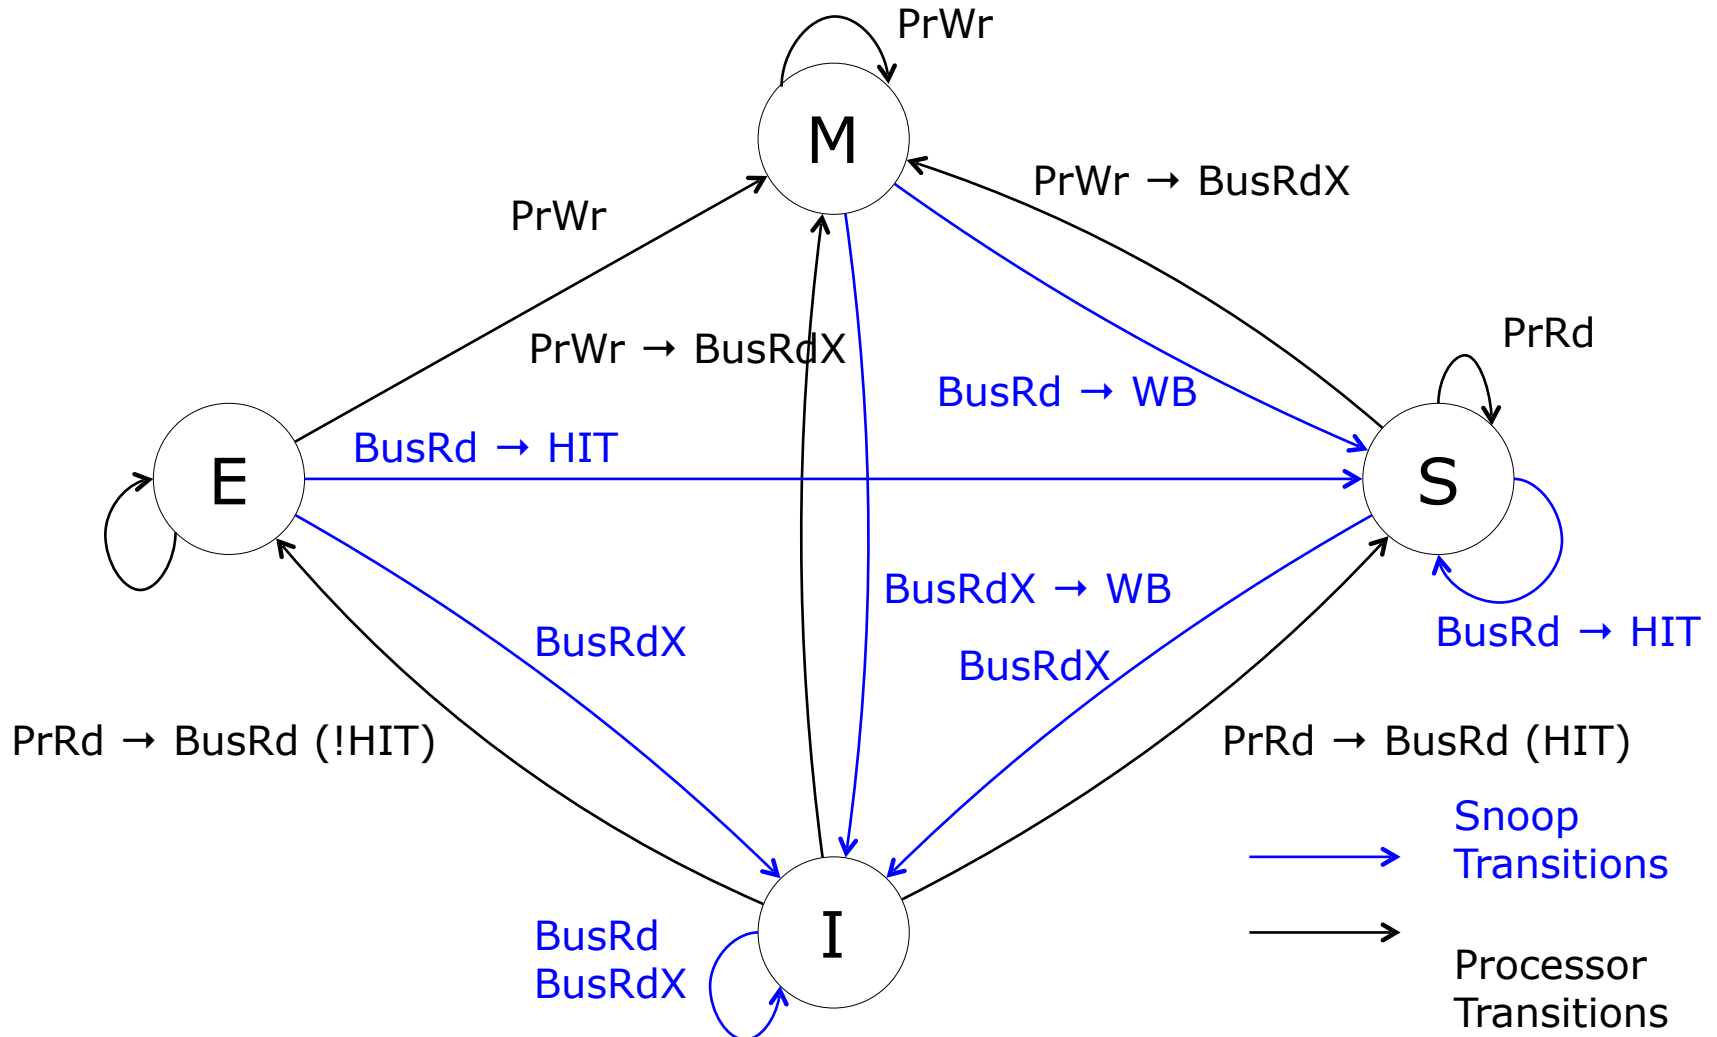 PrWr
M
PrWr → BusRdX
PrWr
PrRd
PrWr → BusRdX
BusRd → WB
BusRd → HIT
E
S
BusRdX → WB
BusRd → HIT
BusRdX
BusRdX
PrRd → BusRd (!HIT)
PrRd → BusRd (HIT)
Snoop
Transitions
I
BusRd
BusRdX
Processor
Transitions